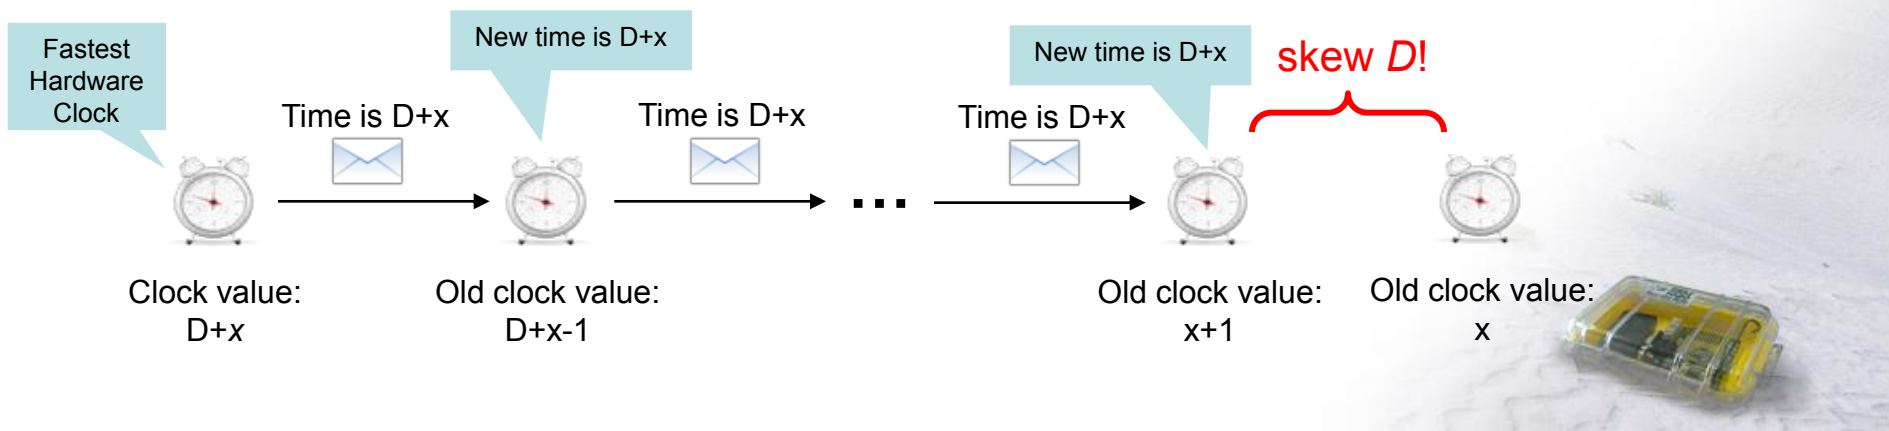 Fastest
Hardware
Clock
New time is D+x
New time is D+x
skew D!
Time is D+x
Time is D+x
Time is D+x
...
Clock value:
D+x
Old clock value:
D+x-1
Old clock value:
x+1
Old clock value:
x